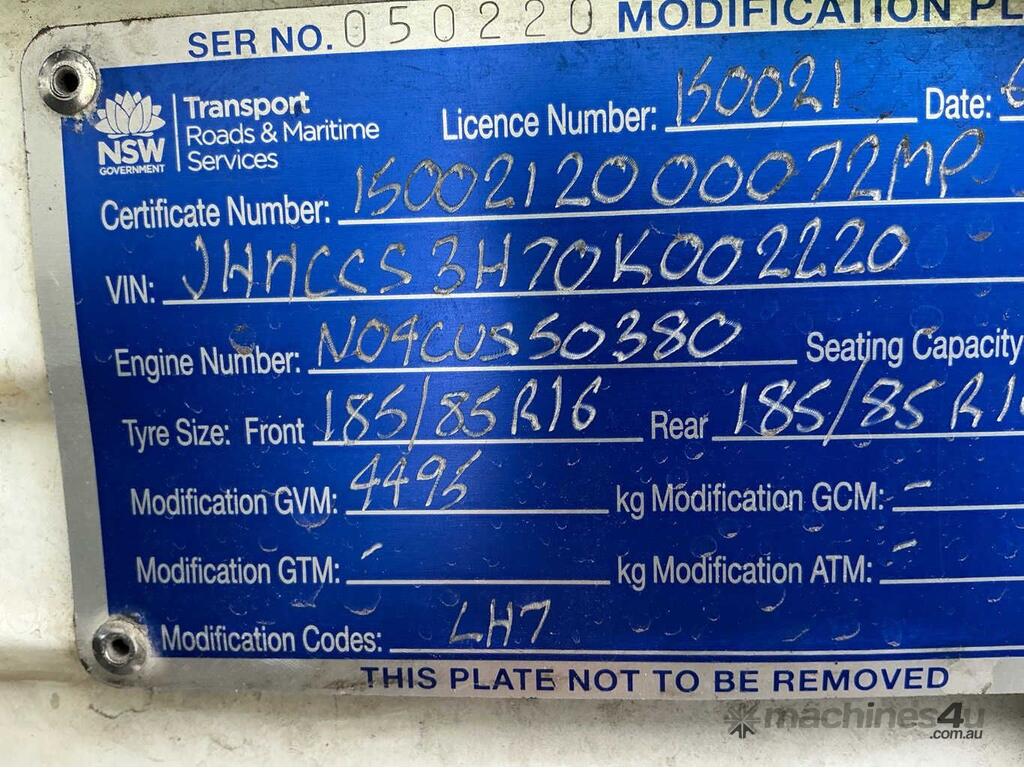 SER NO. 050220 MODIFICATION PL
NSW GOVERNMENT
Transport
Roads & Maritime
Services
Licence Number: 150021 Date:
Certificate Number: 15002120000072MP
VIN: JHHCCS3H70K002220
Engine Number: N04CUS50380 Seating Capacity
Tyre Size: Front 185/85R16 Rear 185/85R1
Modification GVM: 4495 kg Modification GCM: -
Modification GTM: - kg Modification ATM: -
Modification Codes: LH7
THIS PLATE NOT TO BE REMOVED
machines4u
.com.au